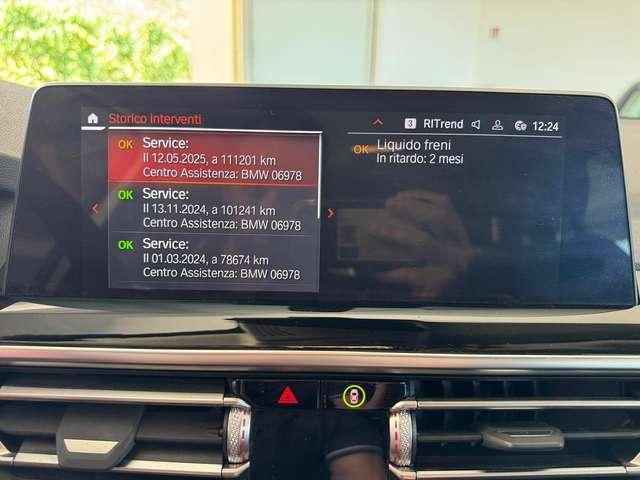 Storico interventi
3 RITrend 12:24
OK Service:
Il 12.05.2025, a 111201 km
Centro Assistenza: BMW 06978
OK Service:
Il 13.11.2024, a 101241 km
Centro Assistenza: BMW 06978
OK Service:
Il 01.03.2024, a 78674 km
Centro Assistenza: BMW 06978
OK Liquido freni
In ritardo: 2 mesi